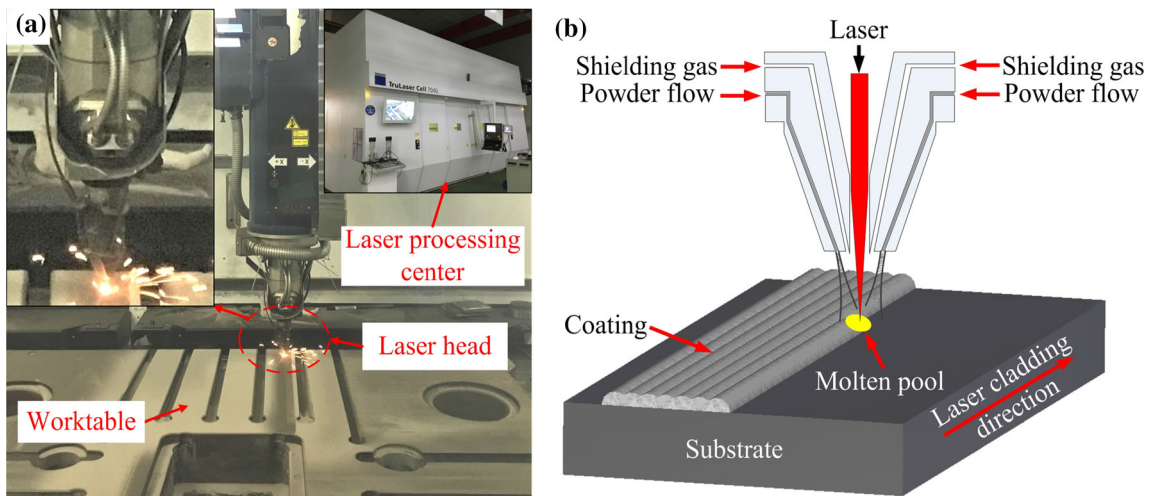 (a)
TruLaser Cell 7040
+X
-X
Laser processing
center
Laser head
Worktable
(b)
Laser
Shielding gas
Powder flow
Shielding gas
Powder flow
Coating
Molten pool
Laser cladding
direction
Substrate